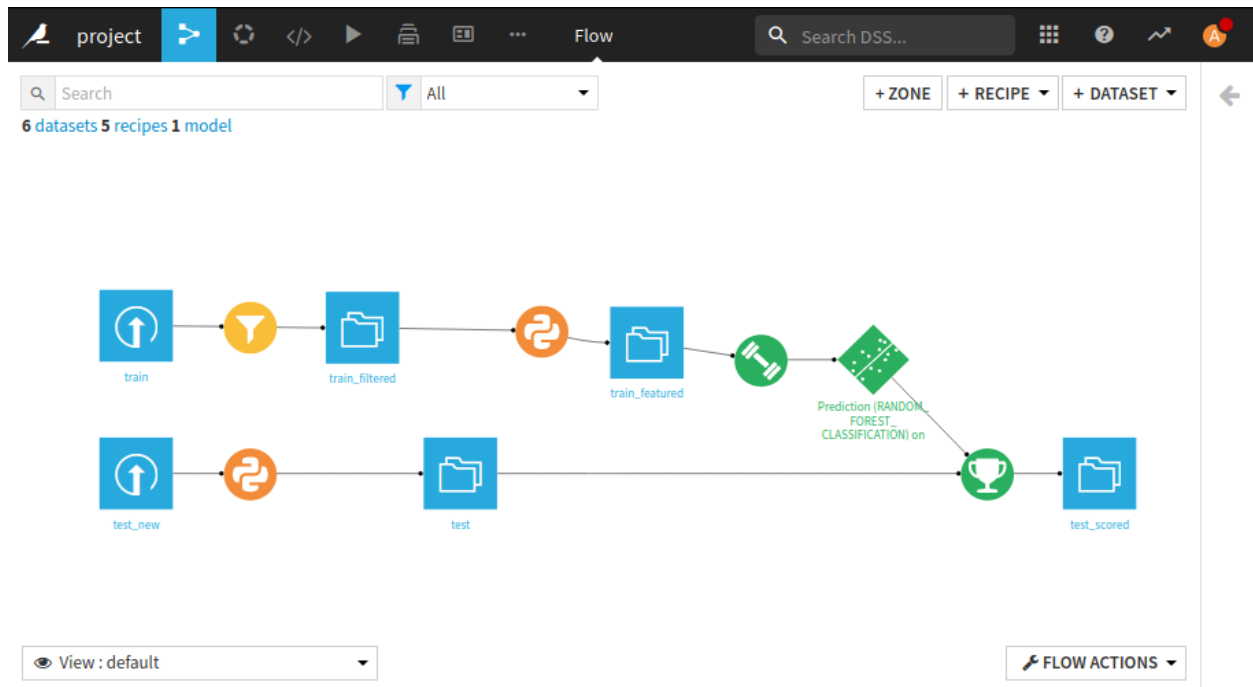 project
Flow
Search DSS...
A
Search
All
+ ZONE
+ RECIPE
+ DATASET
6 datasets 5 recipes 1 model
train
train_filtered
train_featured
Prediction (RANDOM_
FOREST_
CLASSIFICATION) on
test_new
test
test_scored
View : default
FLOW ACTIONS